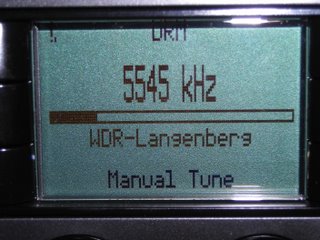 DRM
5545 kHz
WDR-Langenberg
Manual Tune